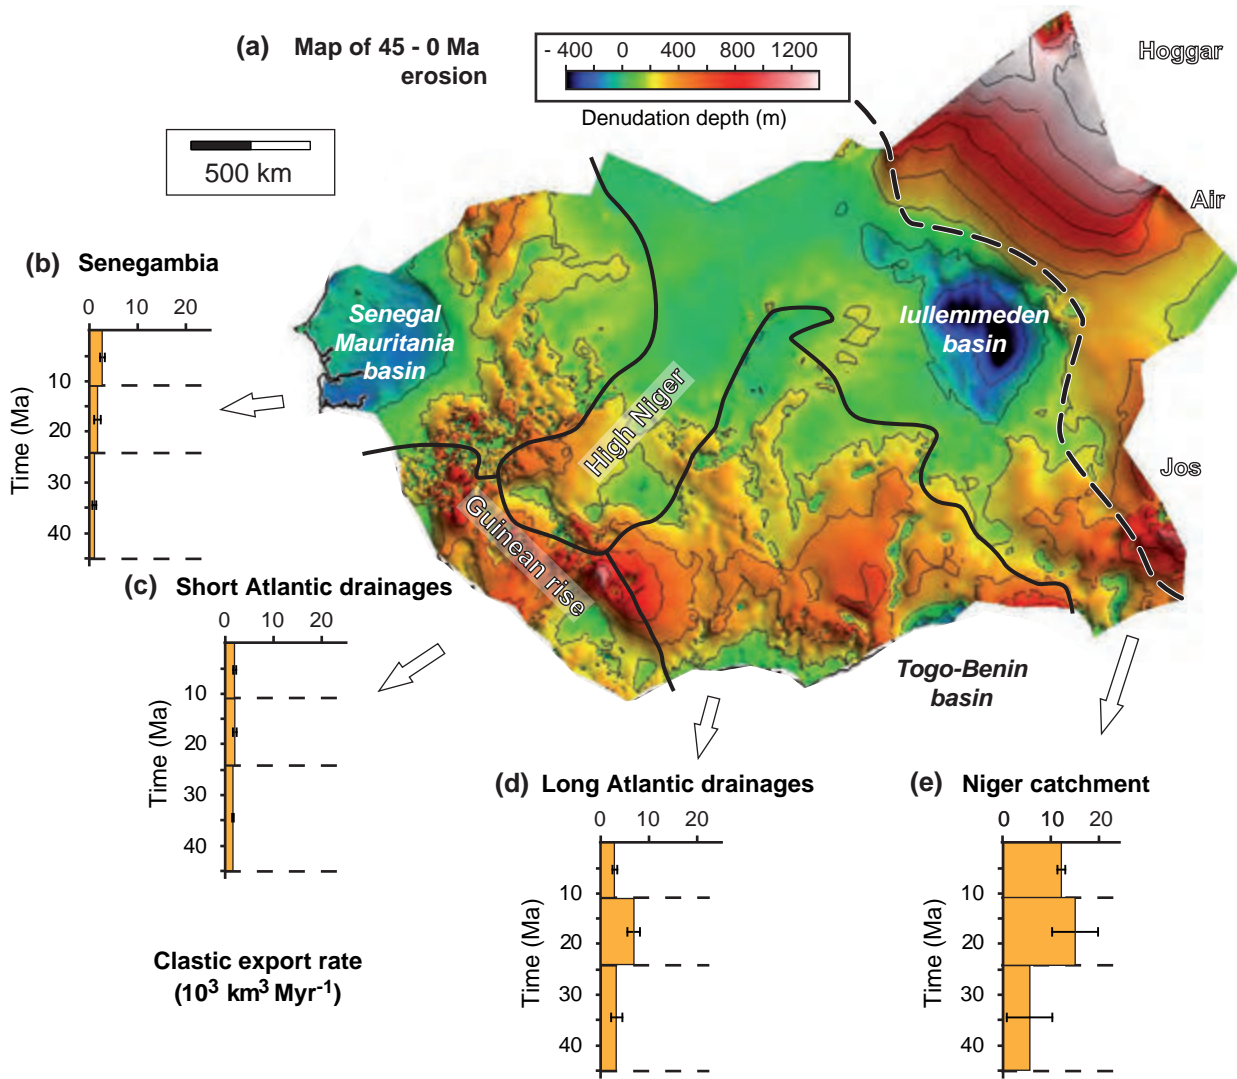 (a) Map of 45 - 0 Ma
erosion
- 400 0 400 800 1200
Denudation depth (m)
500 km
Hoggar
Air
Jos
Senegal
Mauritania
basin
Iullemmeden
basin
High Niger
Guinean rise
Togo-Benin
basin
(b) Senegambia
0 10 20
10
20
30
40
Time (Ma)
(c) Short Atlantic drainages
0 10 20
10
20
30
40
Time (Ma)
Clastic export rate
(10³ km³ Myr⁻¹)
(d) Long Atlantic drainages
0 10 20
10
20
30
40
Time (Ma)
(e) Niger catchment
0 10 20
10
20
30
40
Time (Ma)